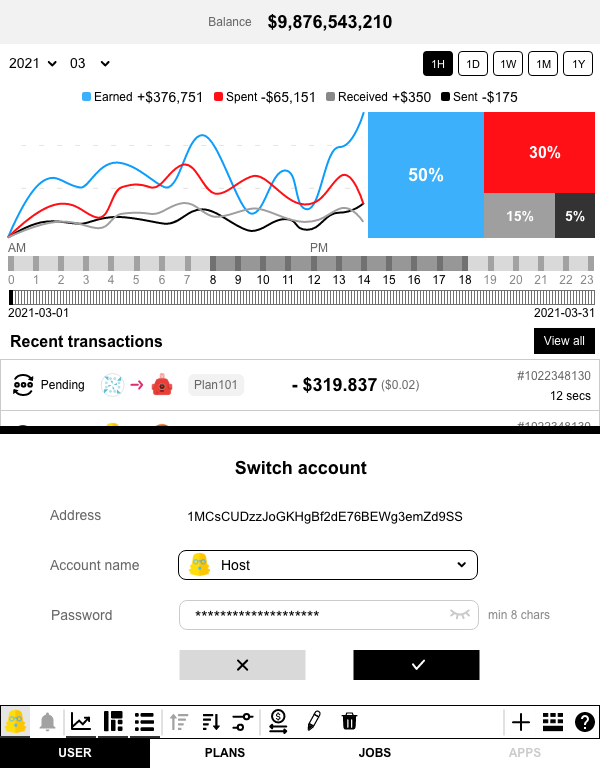 Balance $9,876,543,210
2021 03 1H 1D 1W 1M 1Y
Earned +$376,751 Spent -$65,151 Received +$350 Sent -$175
50%
30%
15%
5%
AM PM
0 1 2 3 4 5 6 7 8 9 10 11 12 13 14 15 16 17 18 19 20 21 22 23
2021-03-01 2021-03-31
Recent transactions View all
Pending Plan101 - $319.837 ($0.02) #1022348130
12 secs
#1022348130
Switch account
Address 1MCsCUDzzJoGKHgBf2dE76BEWg3emZd9SS
Account name Host
Password ******************** min 8 chars
USER PLANS JOBS APPS